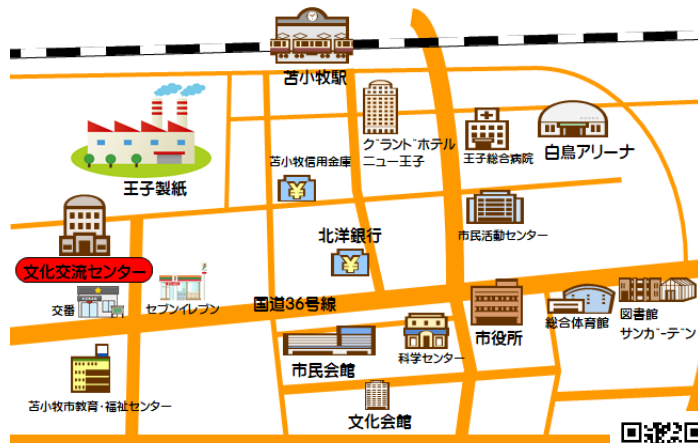 苫小牧駅
グランドホテル
ニュー王子
王子総合病院
白鳥アリーナ
苫小牧信用金庫
王子製紙
北洋銀行
市民活動センター
文化交流センター
交番
セブンイレブン
国道36号線
市役所
総合体育館
図書館
サンガーデン
市民会館
科学センター
苫小牧市教育・福祉センター
文化会館